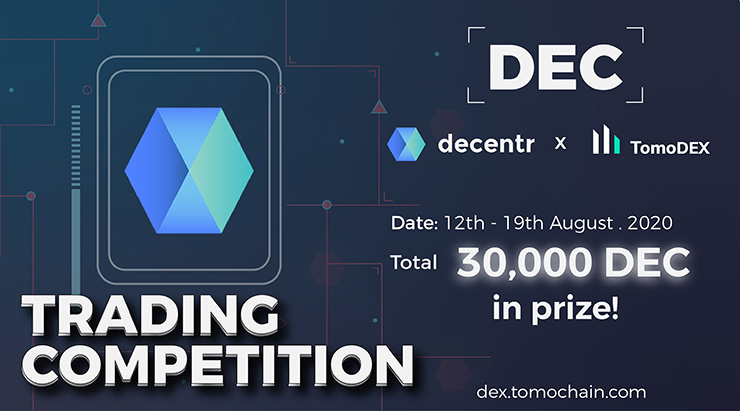 DEC
decentr x TomoDEX
Date: 12th - 19th August . 2020
Total 30,000 DEC
in prize!
TRADING
COMPETITION
dex.tomochain.com